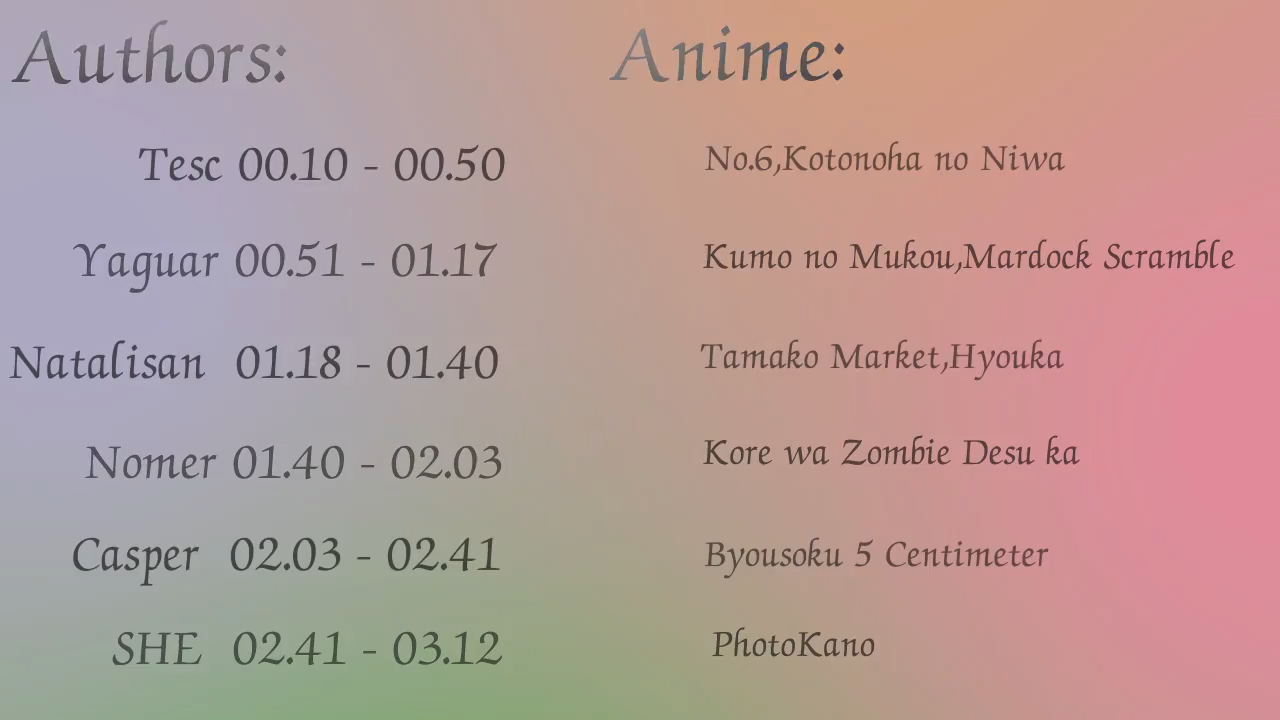 Authors:
Anime:
Tesc 00.10 - 00.50
No.6,Kotonoha no Niwa
Yaguar 00.51 - 01.17
Kumo no Mukou,Mardock Scramble
Natalisan 01.18 - 01.40
Tamako Market,Hyouka
Nomer 01.40 - 02.03
Kore wa Zombie Desu ka
Casper 02.03 - 02.41
Byousoku 5 Centimeter
SHE 02.41 - 03.12
PhotoKano